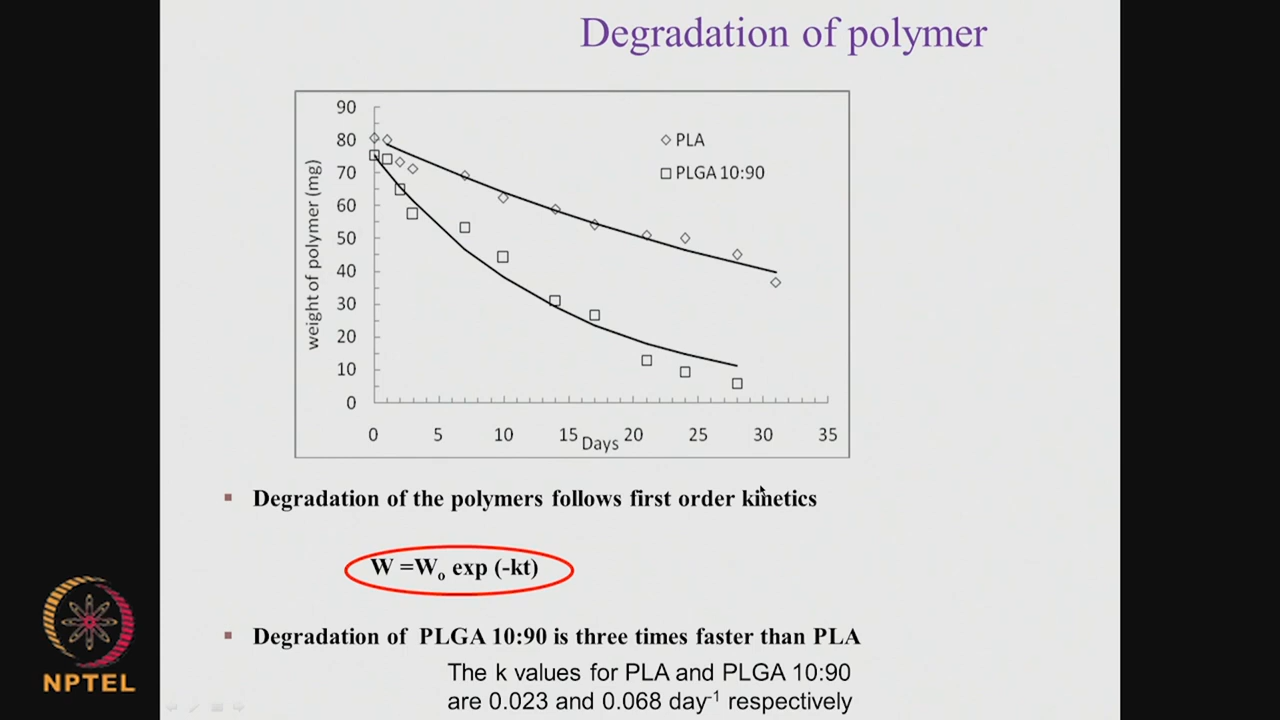 Degradation of polymer
90
80
70
60
50
40
30
20
10
0
weight of polymer (mg)
PLA
PLGA 10:90
0 5 10 15 20 25 30 35
Days
Degradation of the polymers follows first order kinetics
W =Wo exp (-kt)
Degradation of PLGA 10:90 is three times faster than PLA
The k values for PLA and PLGA 10:90
are 0.023 and 0.068 day-1 respectively
NPTEL